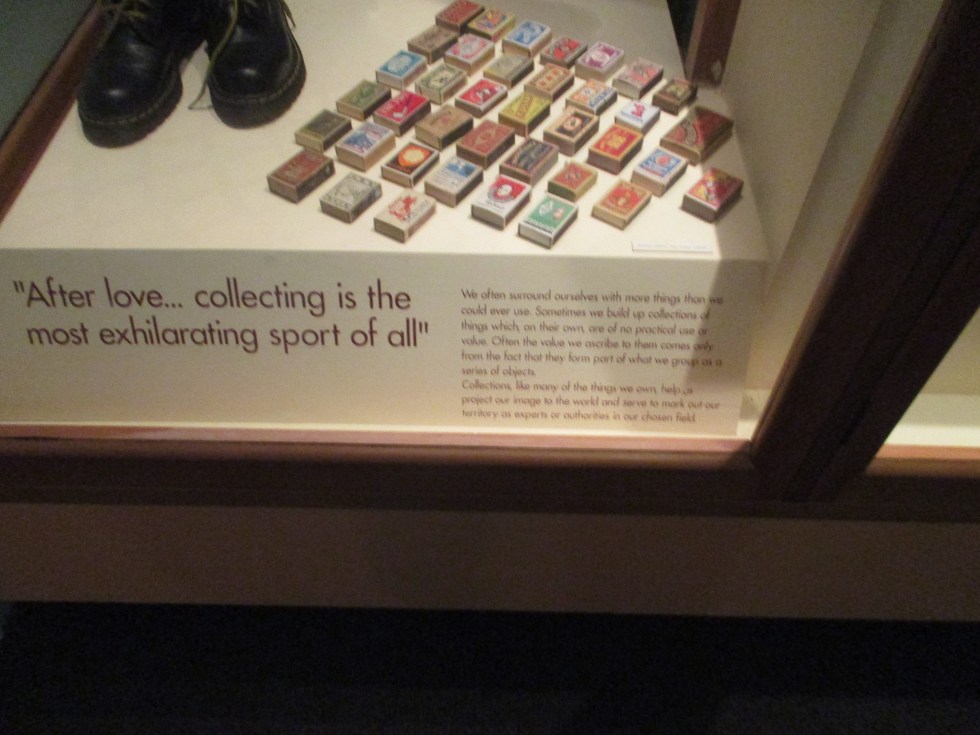 "After love... collecting is the
most exhilarating sport of all"
We often surround ourselves with more things than we
could ever use. Sometimes we build up collections of
things which, on their own, are of no practical use or
value. Often the value we ascribe to them comes only
from the fact that they form part of what we group as a
series of objects.
Collections, like many of the things we own, help us
project our image to the world and serve to mark out our
territory as experts or authorities in our chosen field.